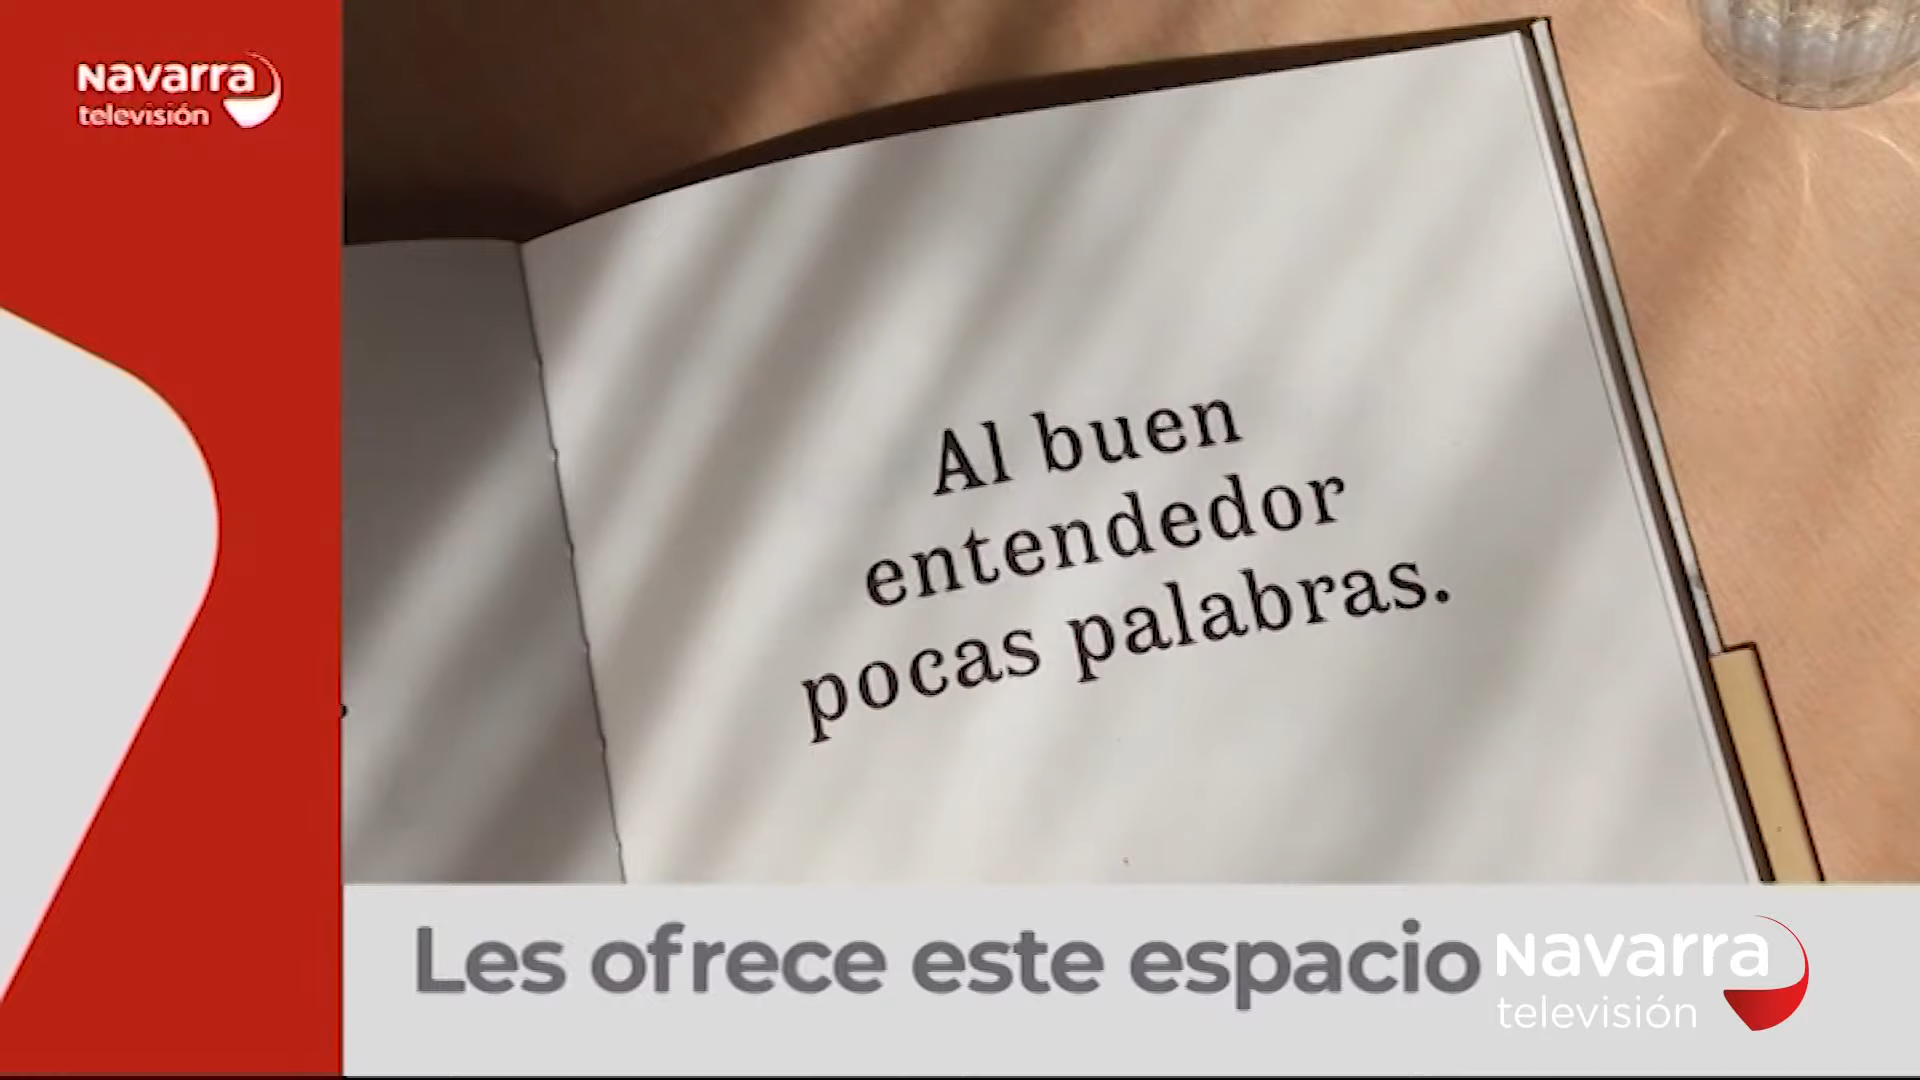 Navarra
televisión
Al buen
entendedor
pocas palabras.
Les ofrece este espacio
Navarra
televisión